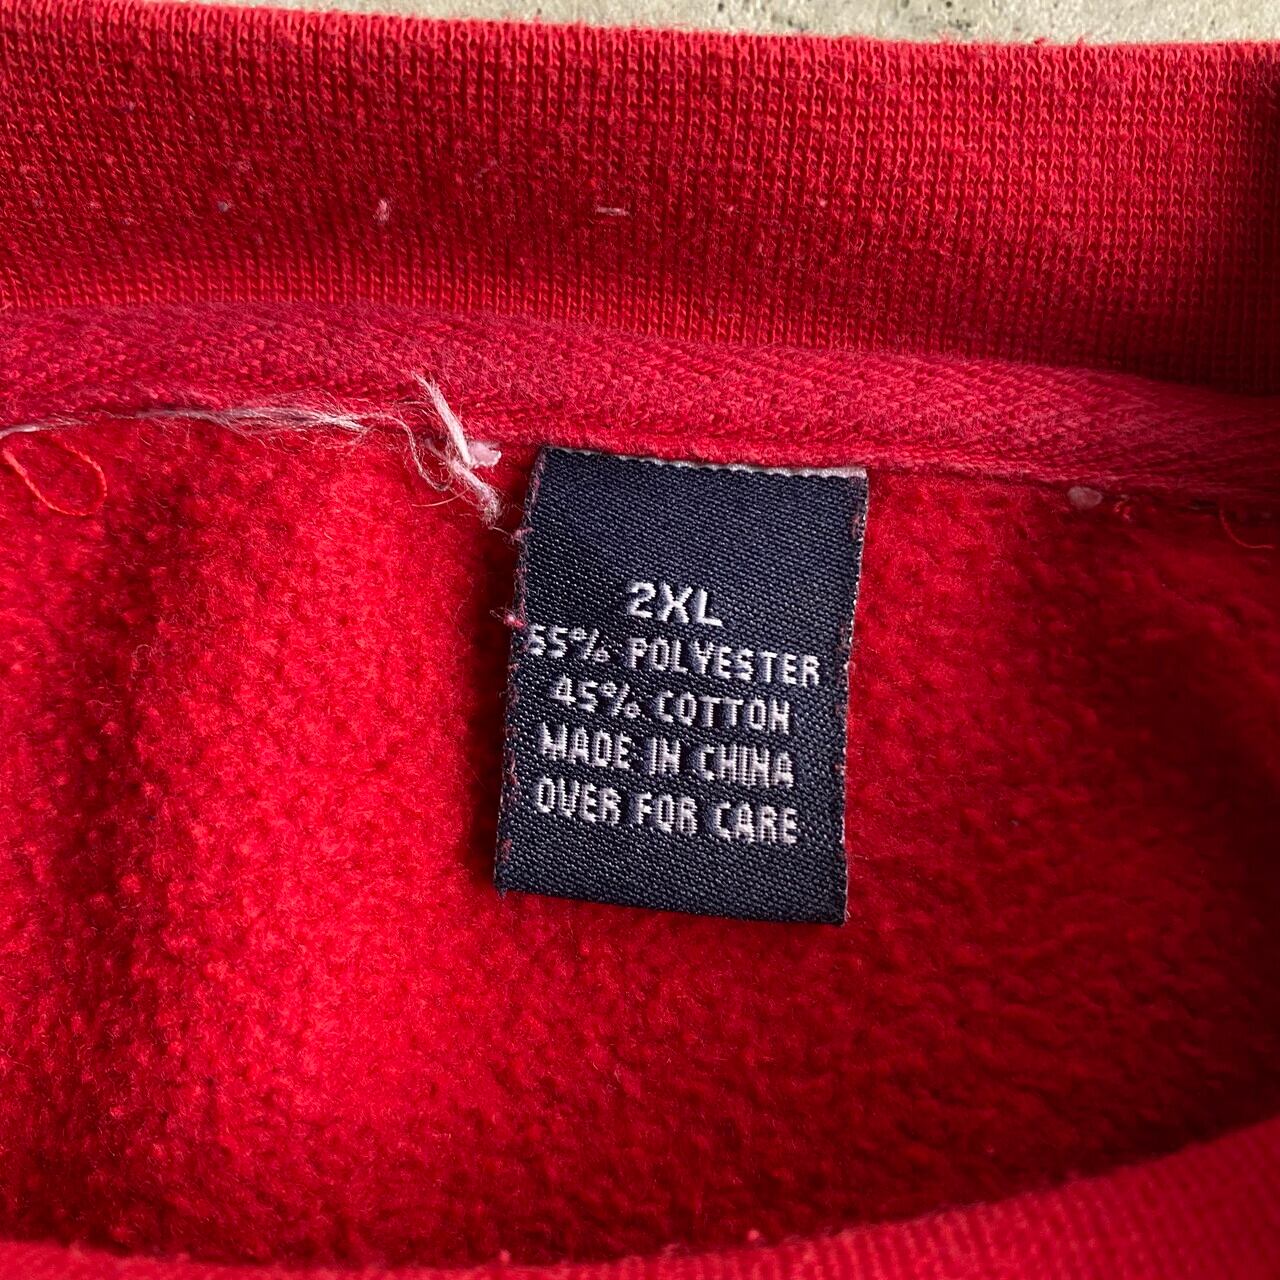 2XL
55% POLYESTER
45% COTTON
MADE IN CHINA
OVER FOR CARE